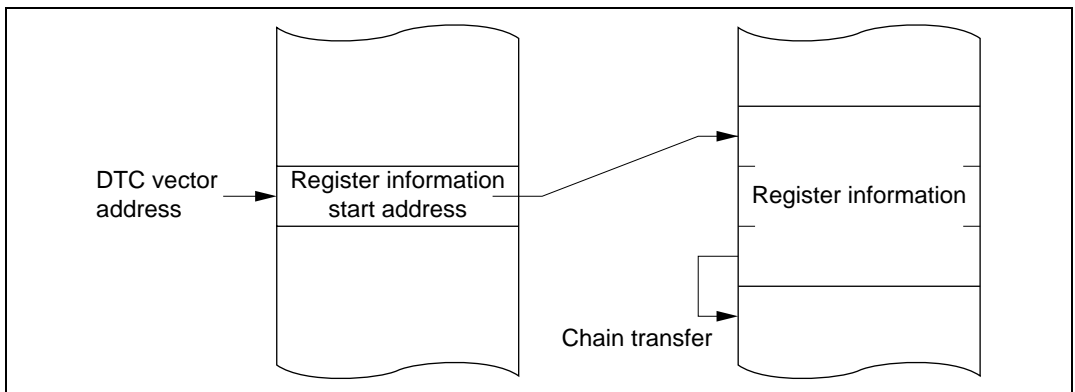 DTC vector
address
Register information
start address
Register information
Chain transfer